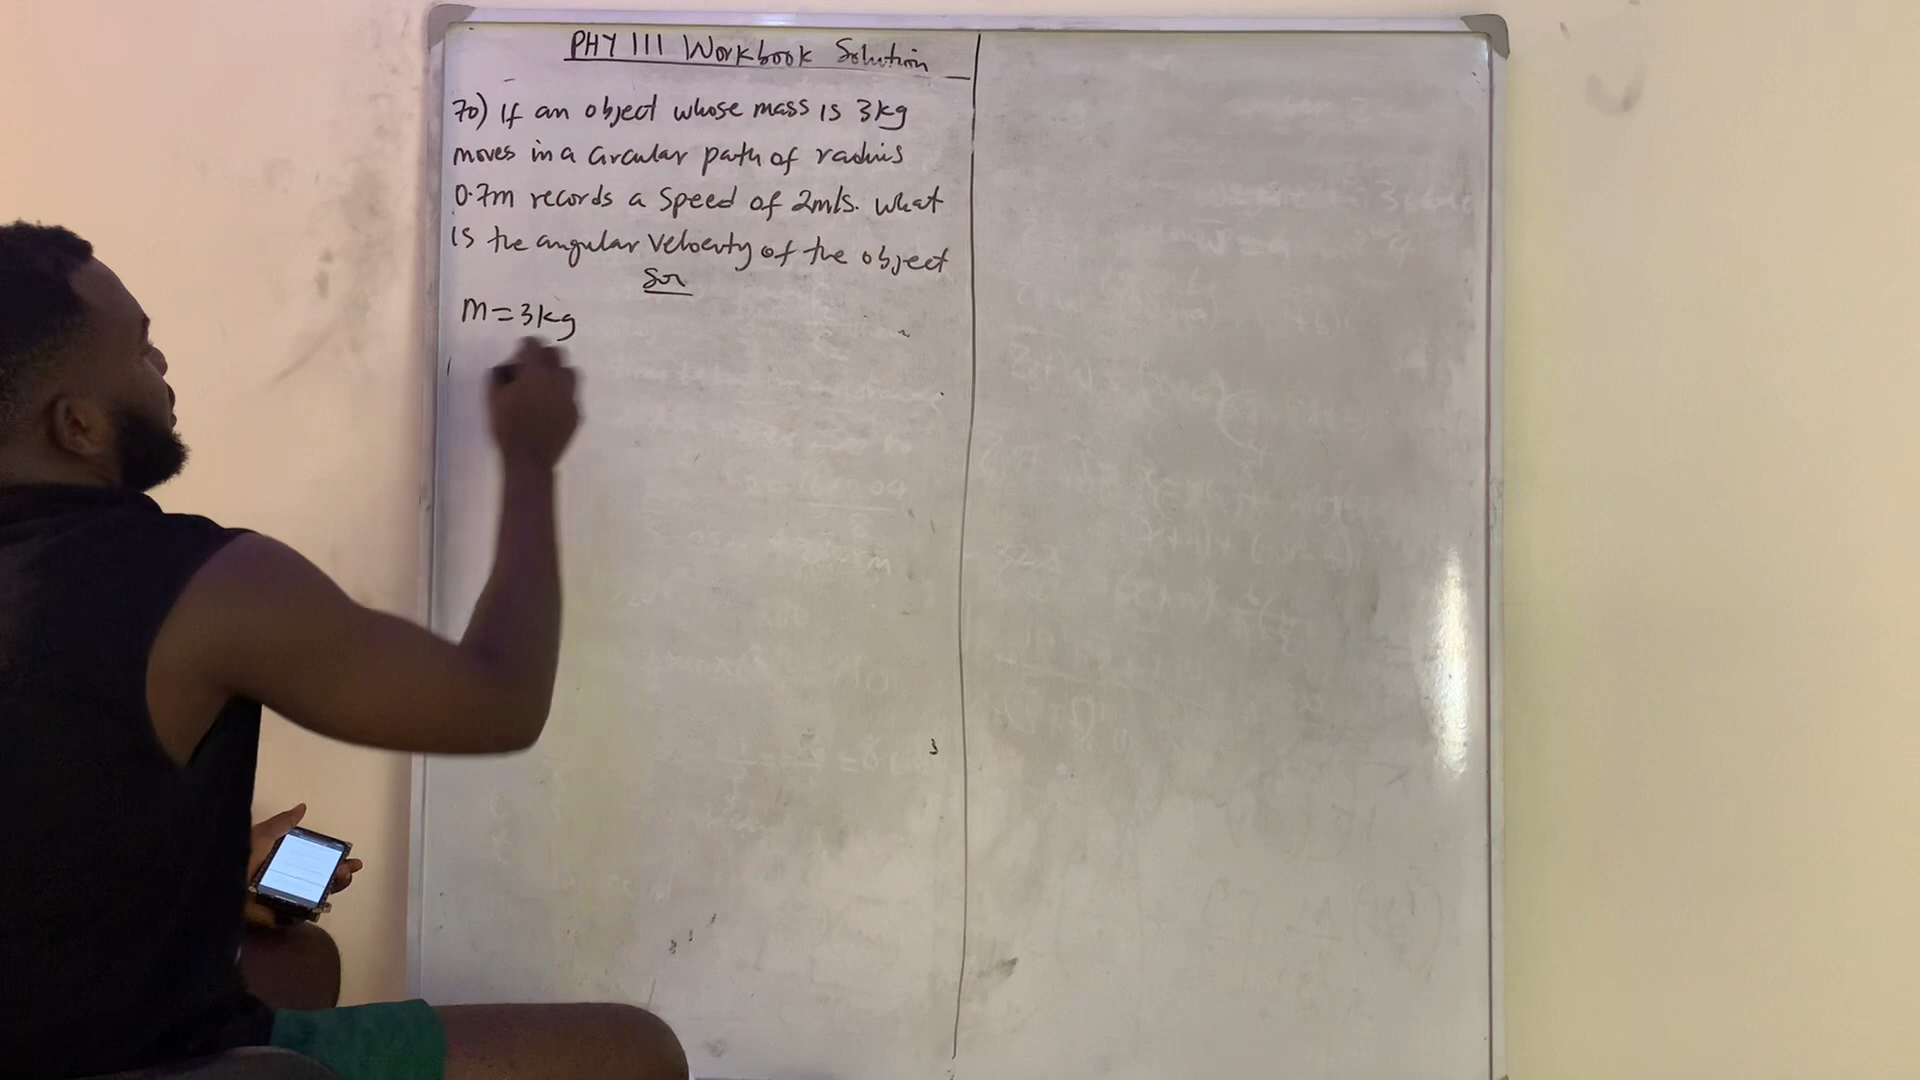 PHY 111 Workbook Solution
70) If an object whose mass is 3kg
moves in a circular path of radius
0.7m records a speed of 2m/s. What
is the angular velocity of the object
Sol
M=3kg